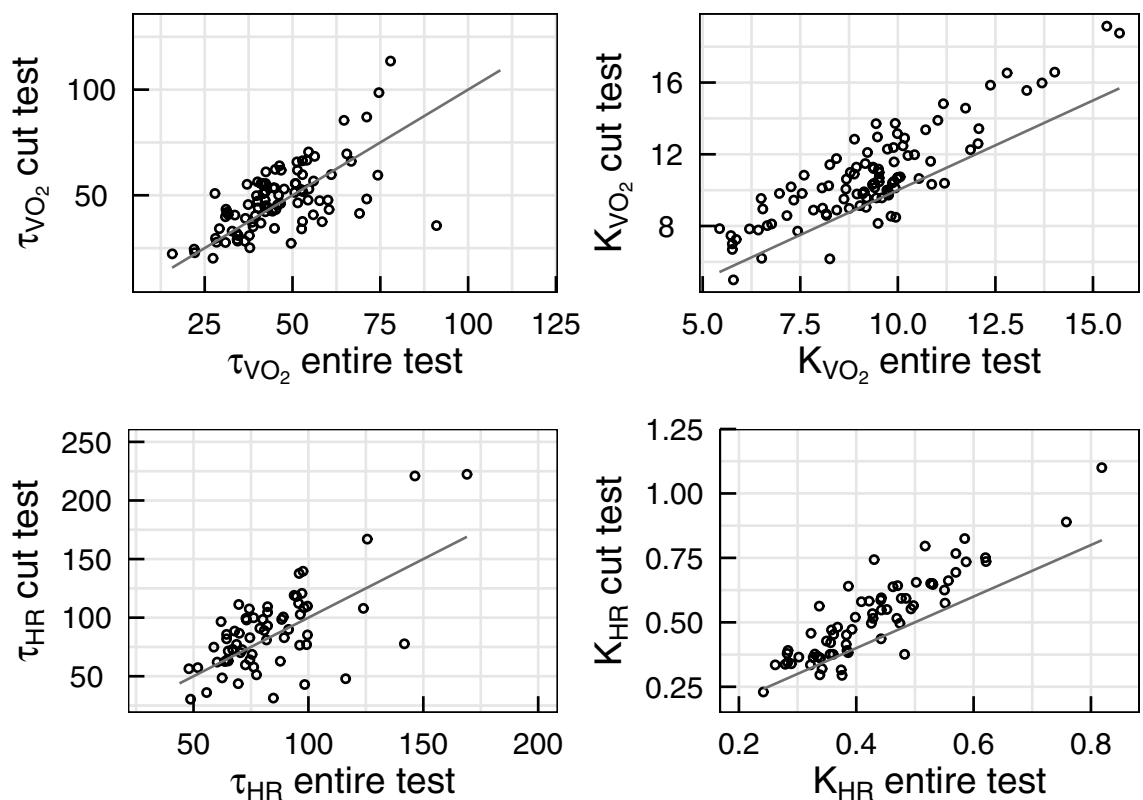 τVO₂ cut test
100
50
25 50 75 100 125
τVO₂ entire test
KVO₂ cut test
16
12
8
5.0 7.5 10.0 12.5 15.0
KVO₂ entire test
τHR cut test
250
200
150
100
50
50 100 150 200
τHR entire test
KHR cut test
1.25
1.00
0.75
0.50
0.25
0.2 0.4 0.6 0.8
KHR entire test